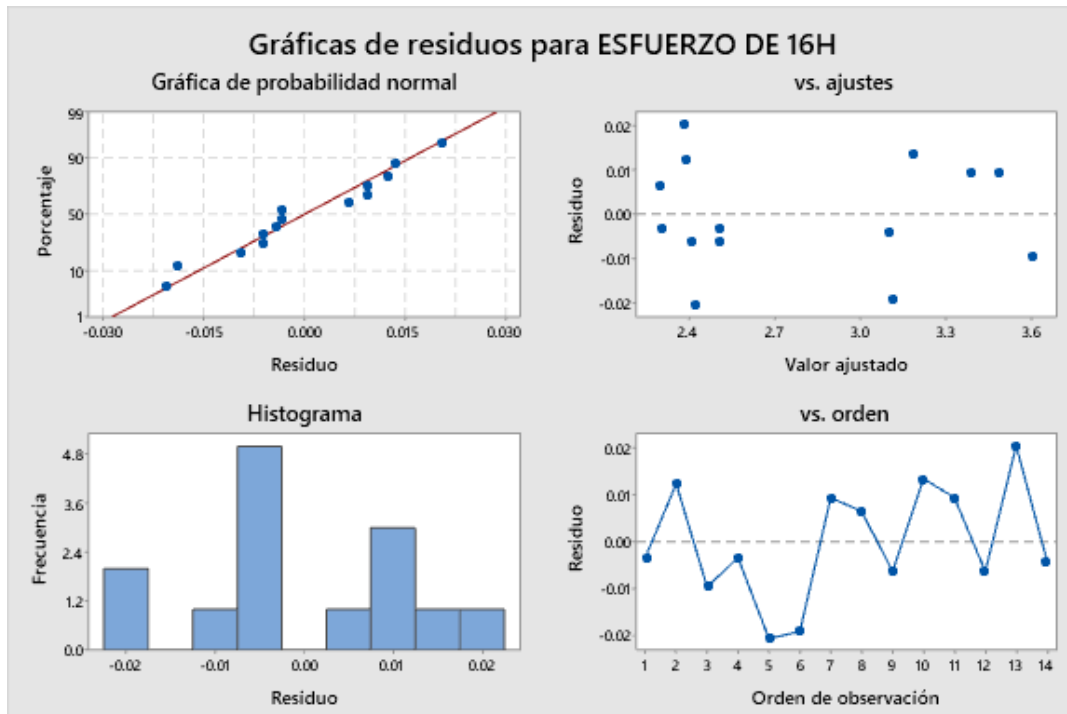 Gráficas de residuos para ESFUERZO DE 16H
Gráfica de probabilidad normal
99
90
50
10
1
Porcentaje
-0.030
-0.015
0.000
0.015
0.030
Residuo
vs. ajustes
0.02
0.01
0.00
-0.01
-0.02
Residuo
2.4
2.7
3.0
3.3
3.6
Valor ajustado
Histograma
4.8
3.6
2.4
1.2
0.0
Frecuencia
-0.02
-0.01
0.00
0.01
0.02
Residuo
vs. orden
0.02
0.01
0.00
-0.01
-0.02
Residuo
1 2 3 4 5 6 7 8 9 10 11 12 13 14
Orden de observación